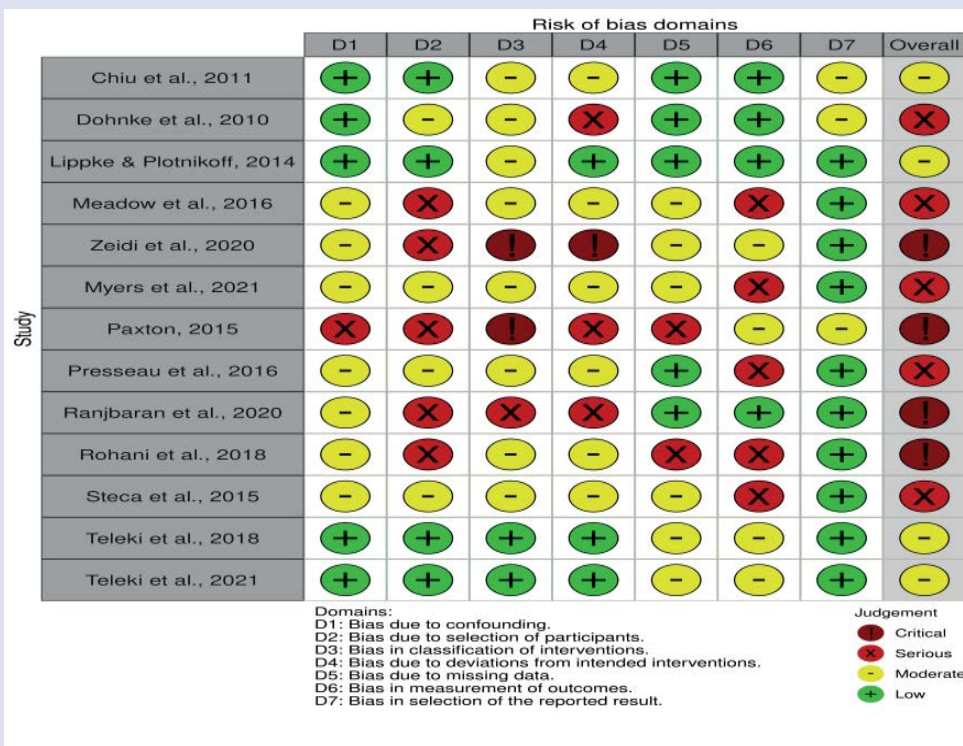 Risk of bias domains
D1 D2 D3 D4 D5 D6 D7 Overall
Study
Chiu et al., 2011 + + - - + + - -
Dohnke et al., 2010 + - - X + + - X
Lippke & Plotnikoff, 2014 + + - + + + + -
Meadow et al., 2016 - X - - - X + X
Zeidi et al., 2020 - X ! ! - - + !
Myers et al., 2021 - - - - - X + X
Paxton, 2015 X X ! X X - - !
Presseau et al., 2016 - - - - + X + X
Ranjbaran et al., 2020 - X X X + + + !
Rohani et al., 2018 - X - - X X + !
Steca et al., 2015 - - - - - X + X
Teleki et al., 2018 + + + + - - + -
Teleki et al., 2021 + + + + - - + -
Domains:
D1: Bias due to confounding.
D2: Bias due to selection of participants.
D3: Bias in classification of interventions.
D4: Bias due to deviations from intended interventions.
D5: Bias due to missing data.
D6: Bias in measurement of outcomes.
D7: Bias in selection of the reported result.
Judgement
! Critical
X Serious
- Moderate
+ Low